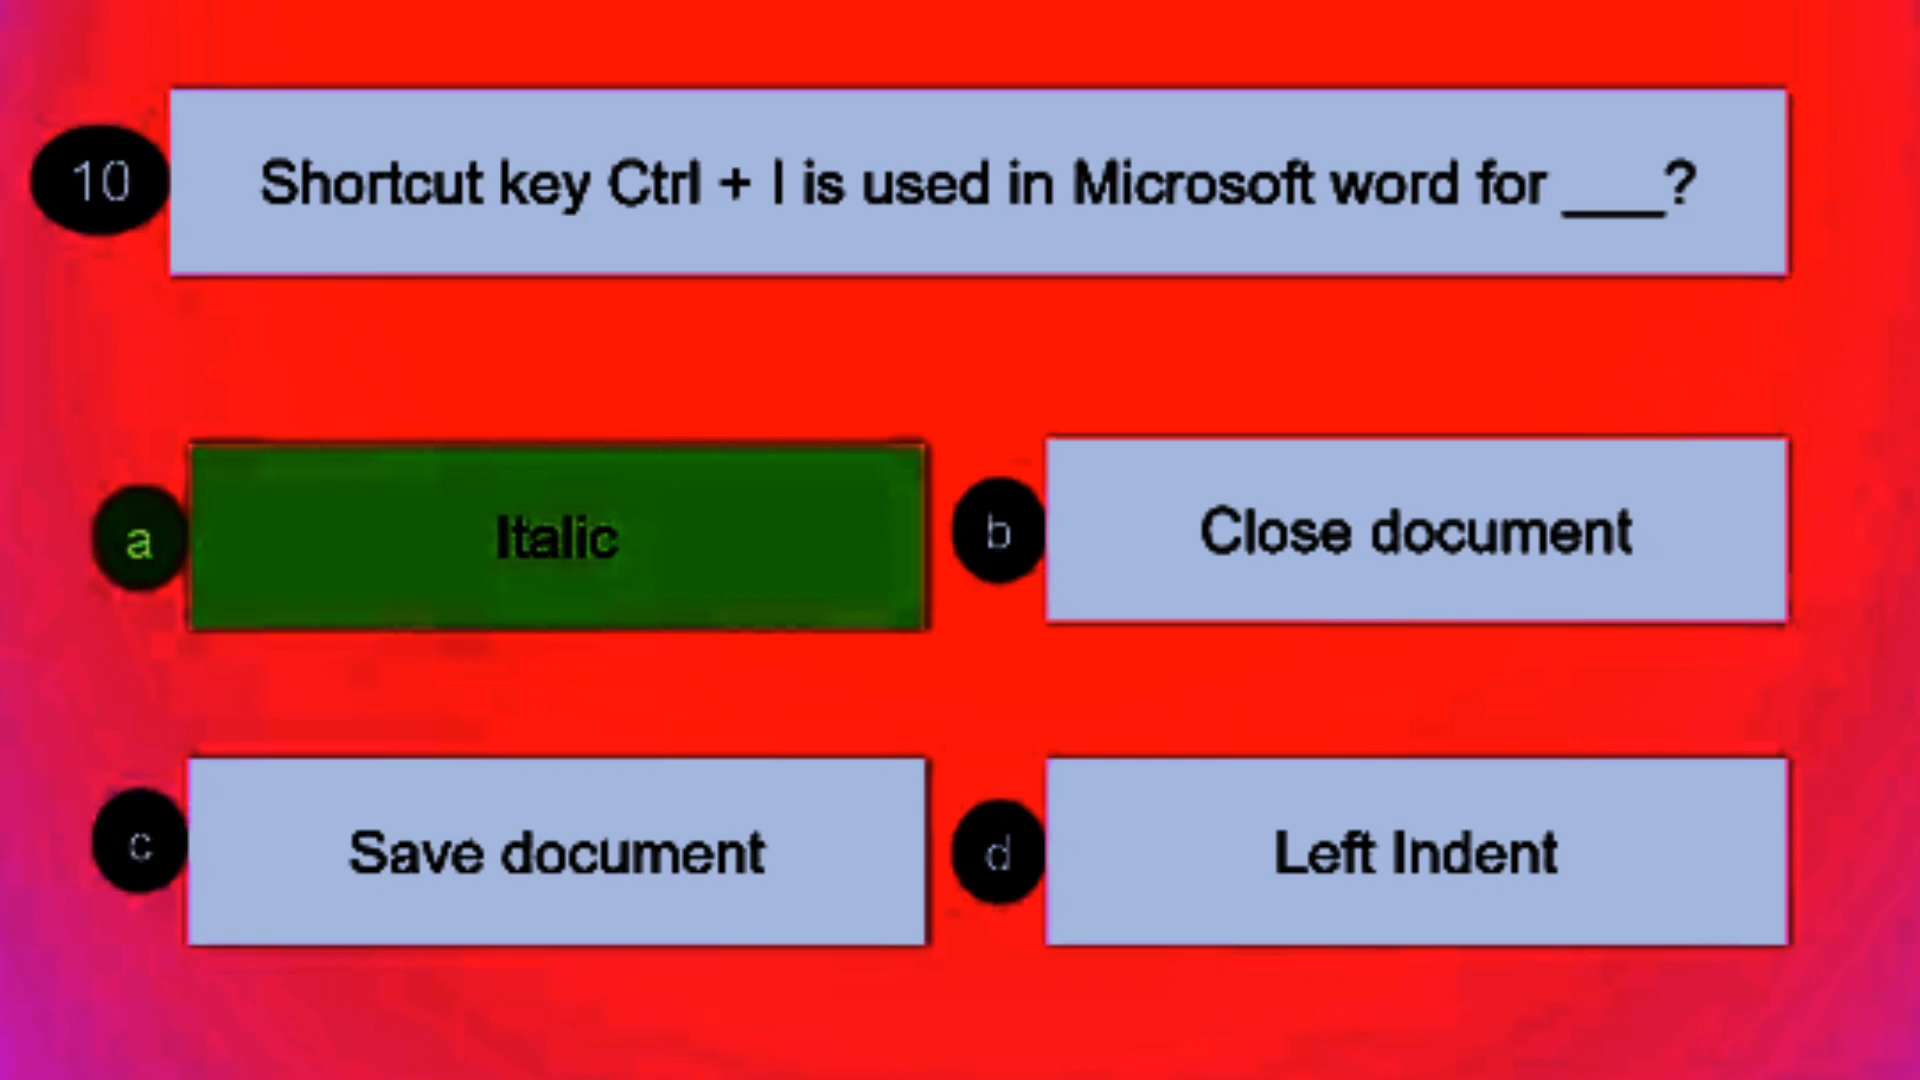 10
Shortcut key Ctrl + I is used in Microsoft word for ___?
a
Italic
b
Close document
c
Save document
d
Left Indent